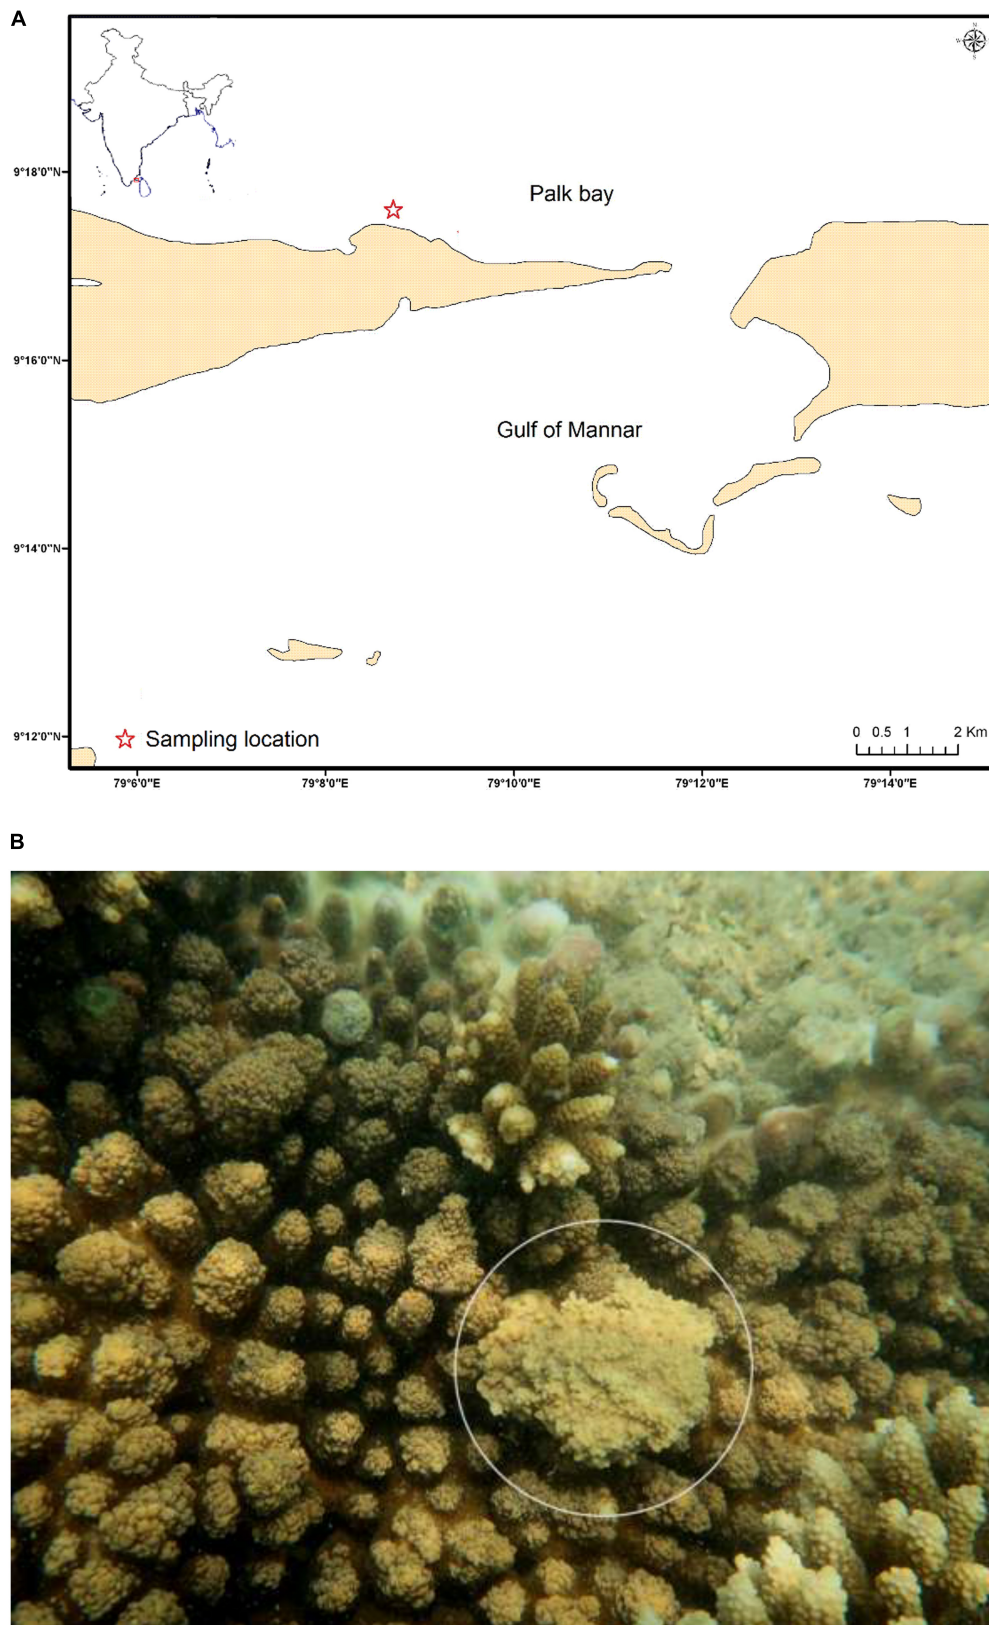 A
N
W
S
9°18'0"N
Palk bay
9°16'0"N
Gulf of Mannar
9°14'0"N
9°12'0"N
Sampling location
0 0.5 1 2 Km
79°6'0"E 79°8'0"E 79°10'0"E 79°12'0"E 79°14'0"E
B